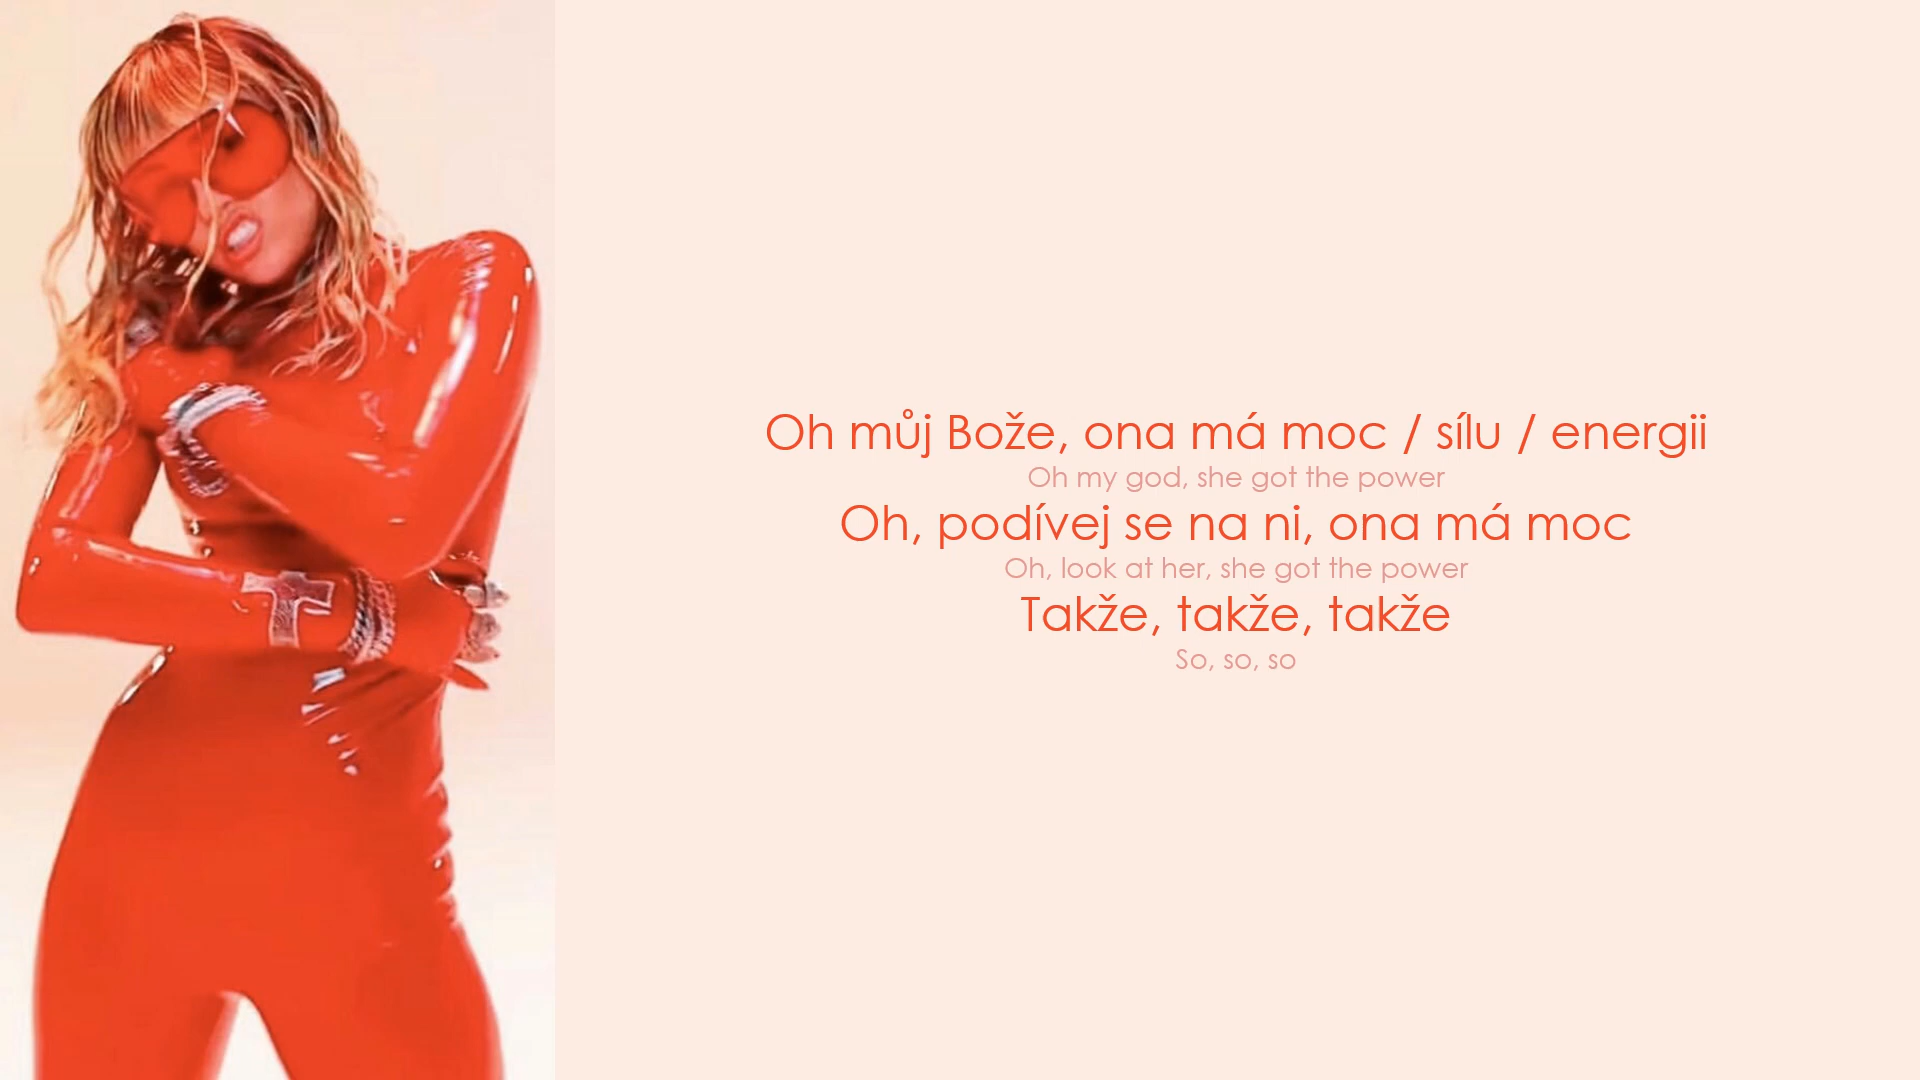 Oh můj Bože, ona má moc / sílu / energii
Oh my god, she got the power
Oh, podívej se na ni, ona má moc
Oh, look at her, she got the power
Takže, takže, takže
So, so, so